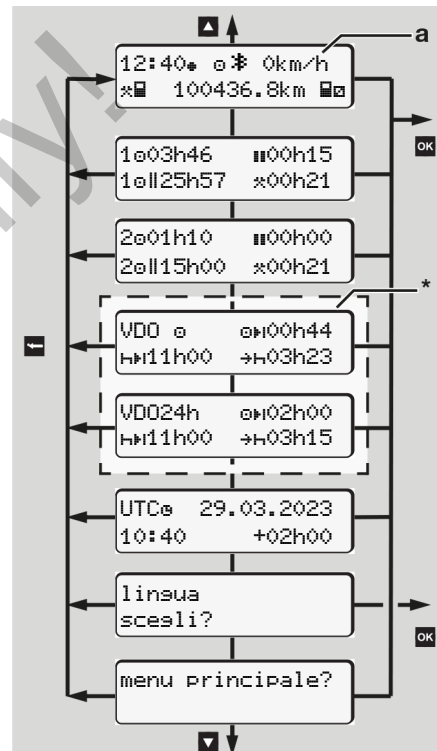 12:40 0km/h a
100436.8km
OK
1 03h46 00h15
1 25h57 00h21
2 01h10 00h00
2 15h00 00h21
*
VDO 00h44
11h00 03h23
VDO24h 02h00
11h00 03h15
UTC 29.03.2023
10:40 +02h00
lingua
scegli?
OK
menu principale?